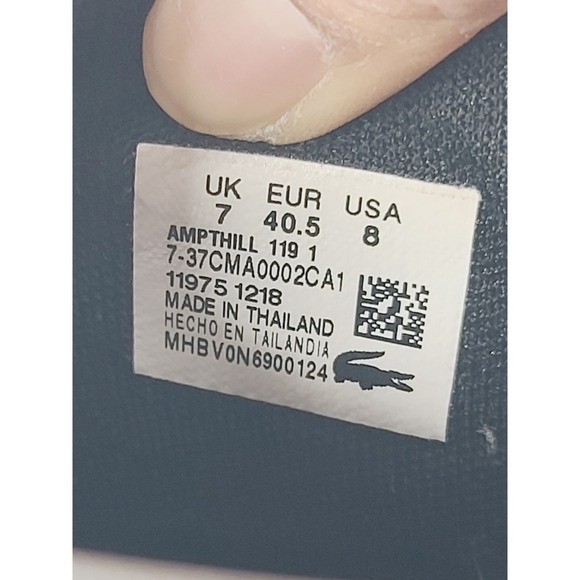 UK EUR USA
7 40.5 8
AMPTHILL 119 1
7-37CMA0002CA1
11975 1218
MADE IN THAILAND
HECHO EN TAILANDIA
MHBV0N6900124